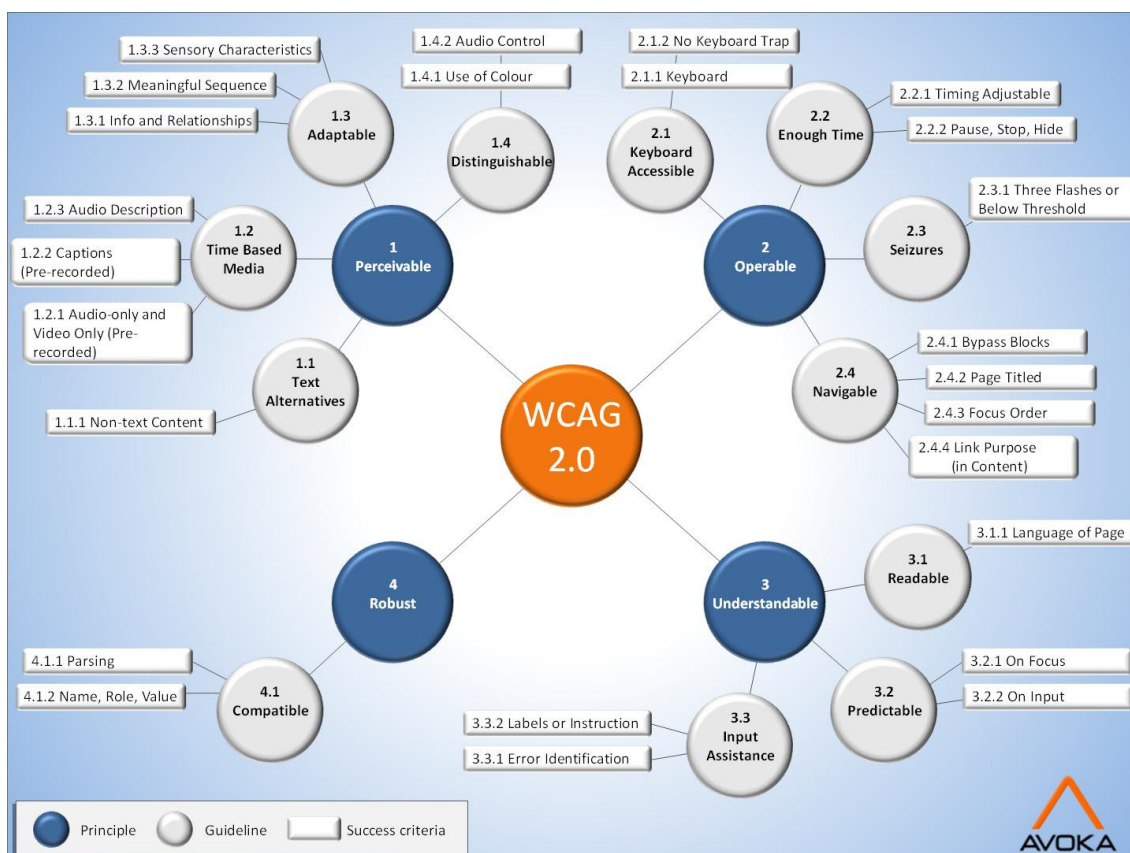 1.3.3 Sensory Characteristics
1.3.2 Meaningful Sequence
1.3.1 Info and Relationships
1.3
Adaptable
1.4.2 Audio Control
1.4.1 Use of Colour
1.4
Distinguishable
1.2.3 Audio Description
1.2.2 Captions
(Pre-recorded)
1.2.1 Audio-only and
Video Only (Pre-
recorded)
1.2
Time Based
Media
1
Perceivable
1.1
Text
Alternatives
1.1.1 Non-text Content
2.1.2 No Keyboard Trap
2.1.1 Keyboard
2.1
Keyboard
Accessible
2.2
Enough Time
2.2.1 Timing Adjustable
2.2.2 Pause, Stop, Hide
2
Operable
2.3
Seizures
2.3.1 Three Flashes or
Below Threshold
2.4
Navigable
2.4.1 Bypass Blocks
2.4.2 Page Titled
2.4.3 Focus Order
2.4.4 Link Purpose
(in Content)
WCAG
2.0
4
Robust
4.1.1 Parsing
4.1.2 Name, Role, Value
4.1
Compatible
3
Understandable
3.1
Readable
3.1.1 Language of Page
3.2
Predictable
3.2.1 On Focus
3.2.2 On Input
3.3.2 Labels or Instruction
3.3.1 Error Identification
3.3
Input
Assistance
Principle
Guideline
Success criteria
AVOKA